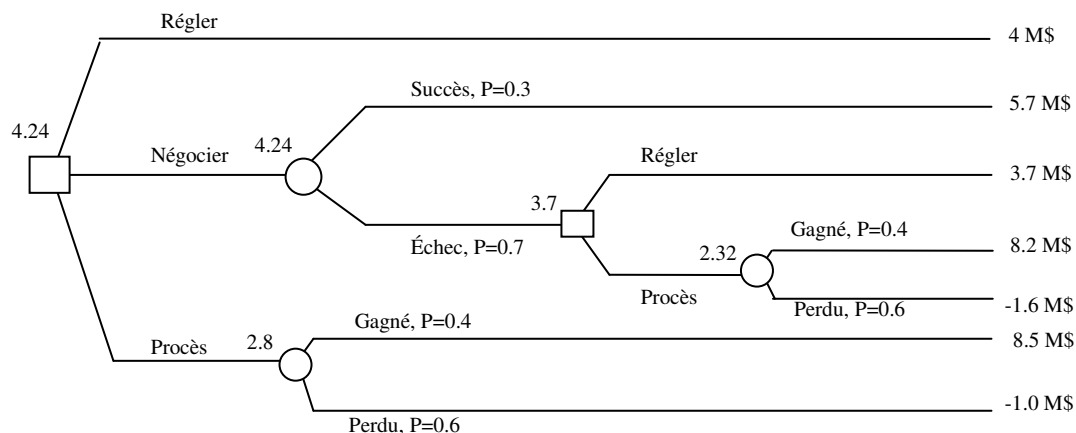 Régler
4 M$
Succès, P=0.3
5.7 M$
4.24
Négocier
4.24
Régler
3.7 M$
3.7
Échec, P=0.7
Gagné, P=0.4
8.2 M$
2.32
Procès
Perdu, P=0.6
-1.6 M$
Gagné, P=0.4
8.5 M$
Procès
2.8
-1.0 M$
Perdu, P=0.6